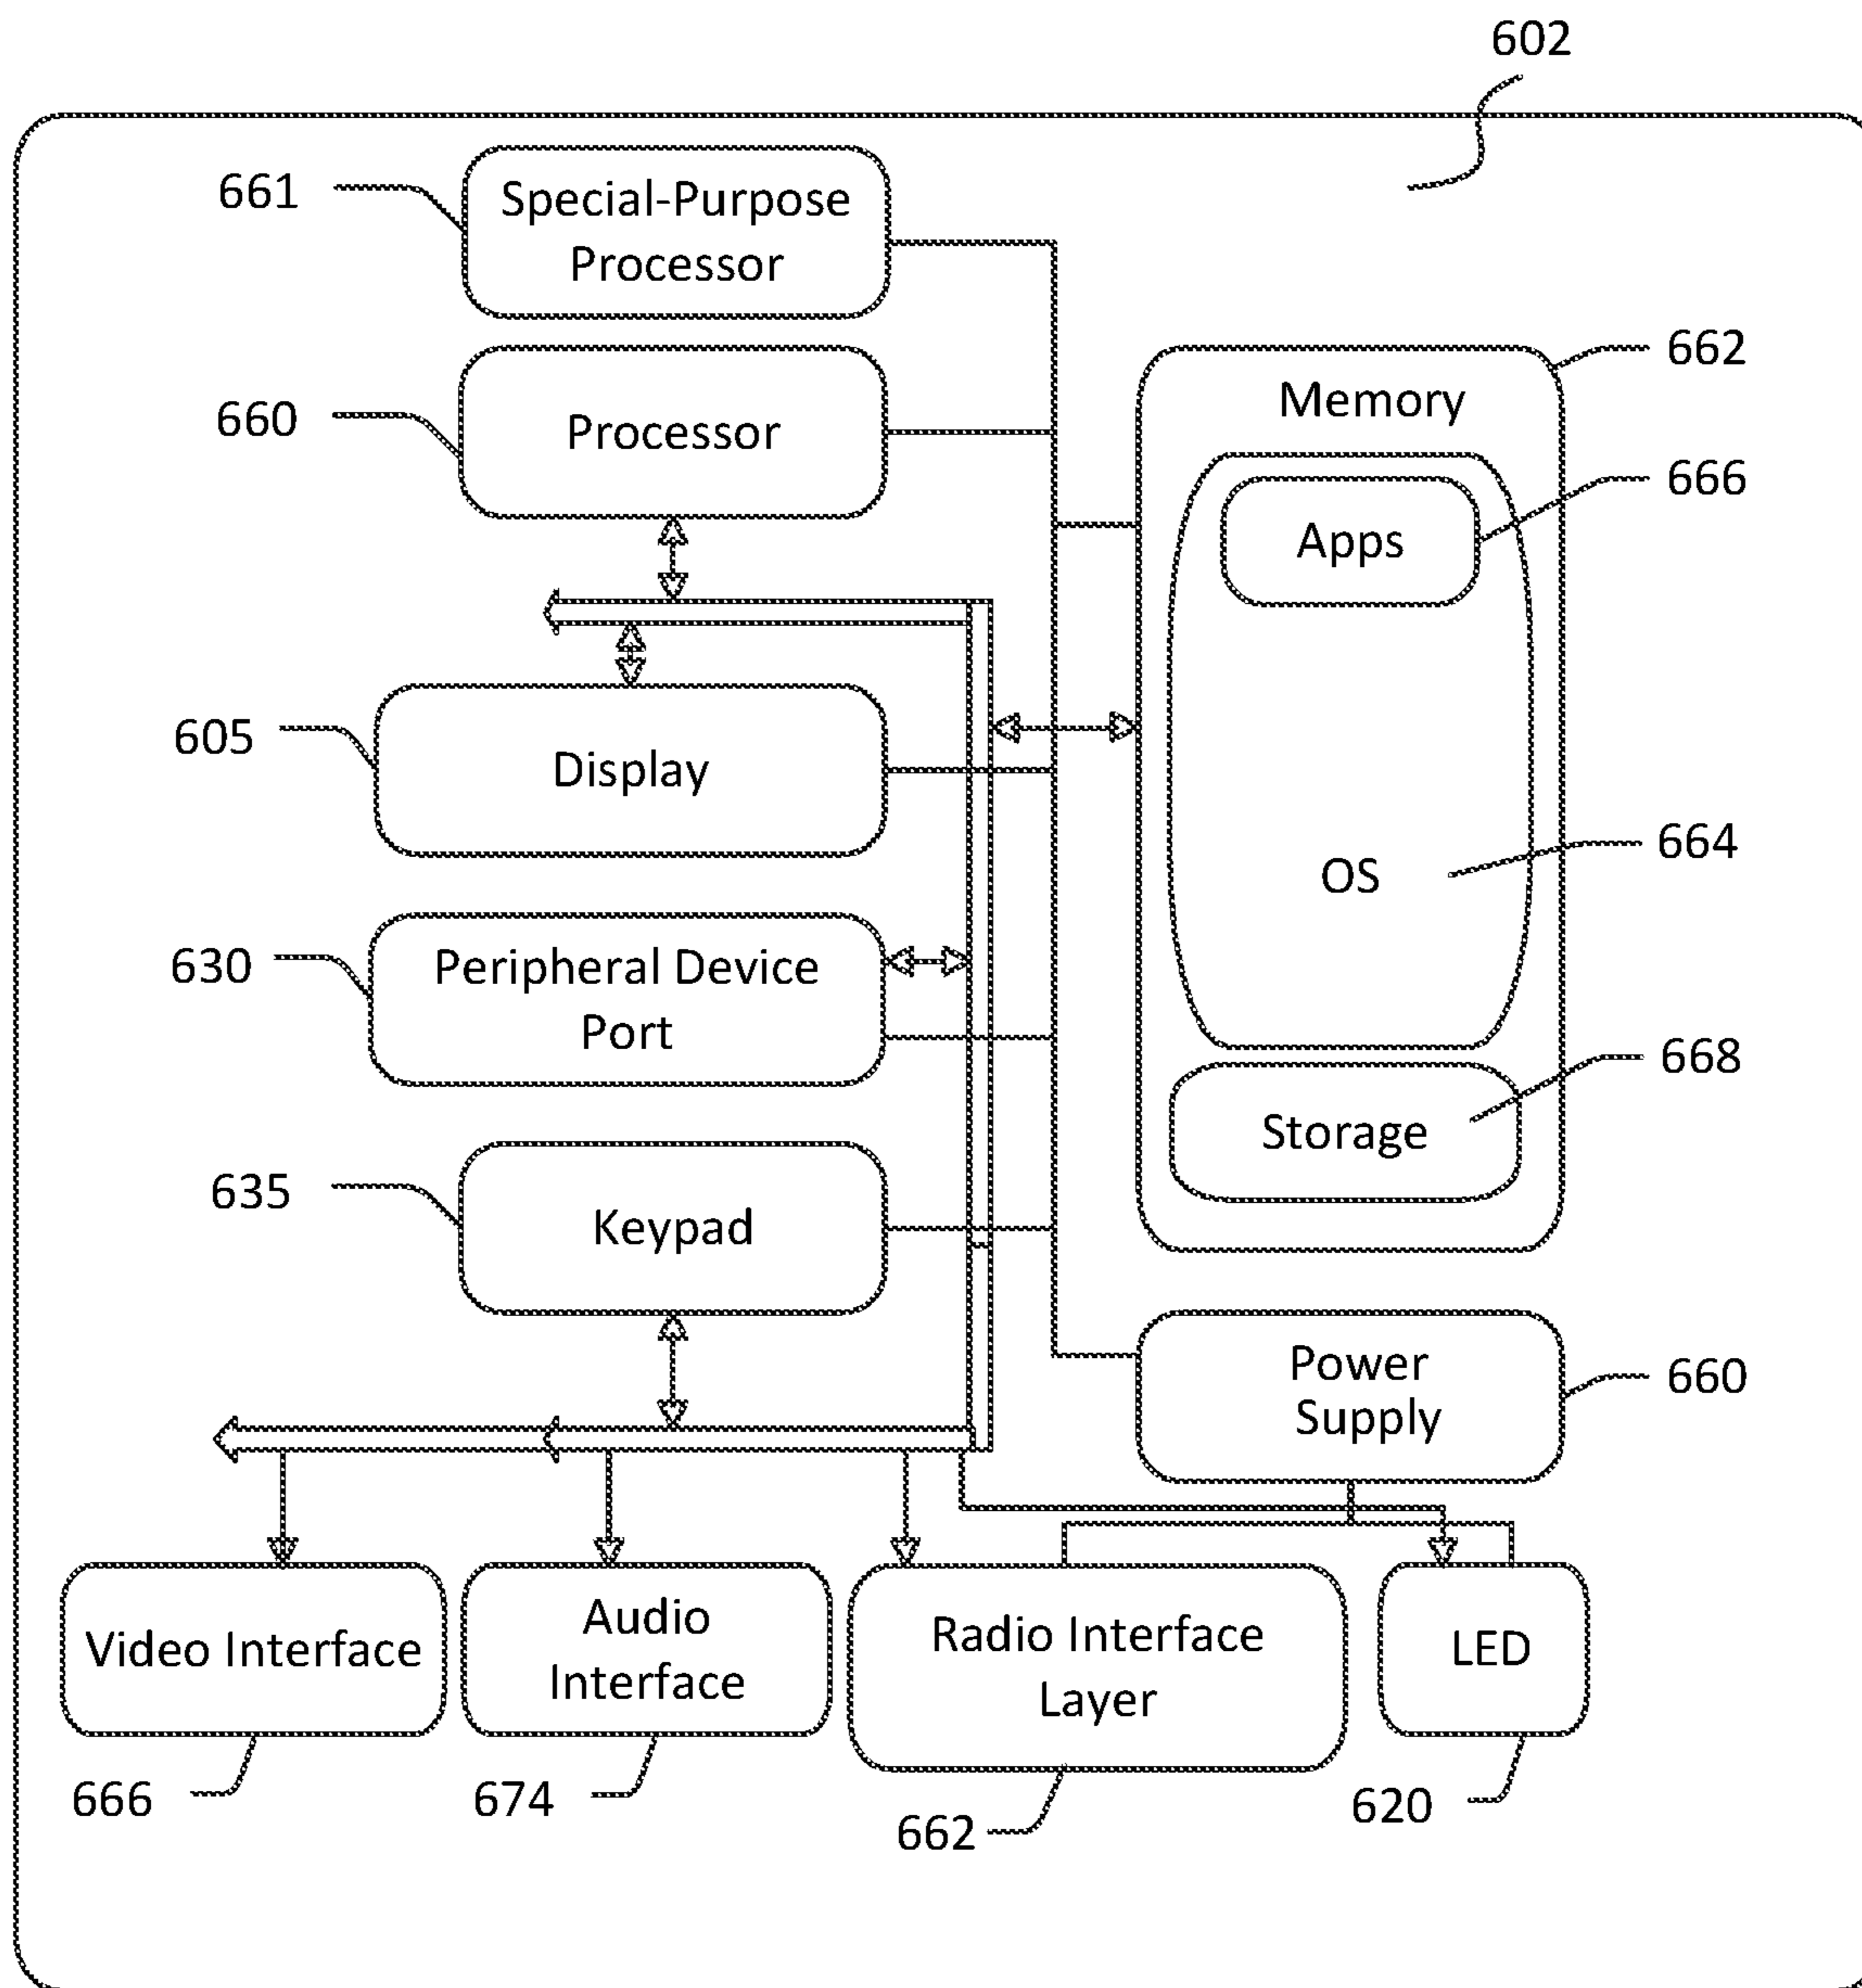 602
661
Special-Purpose
Processor
662
Memory
660
Processor
666
Apps
605
Display
664
OS
630
Peripheral Device
Port
668
Storage
635
Keypad
Power
Supply
660
Video Interface
Audio
Interface
Radio Interface
Layer
LED
666
674
662
620